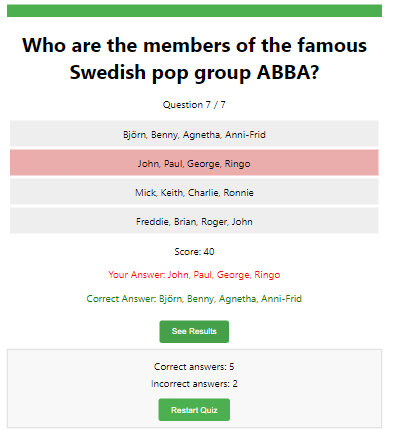 Who are the members of the famous
Swedish pop group ABBA?
Question 7 / 7
Björn, Benny, Agnetha, Anni-Frid
John, Paul, George, Ringo
Mick, Keith, Charlie, Ronnie
Freddie, Brian, Roger, John
Score: 40
Your Answer: John, Paul, George, Ringo
Correct Answer: Björn, Benny, Agnetha, Anni-Frid
See Results
Correct answers: 5
Incorrect answers: 2
Restart Quiz